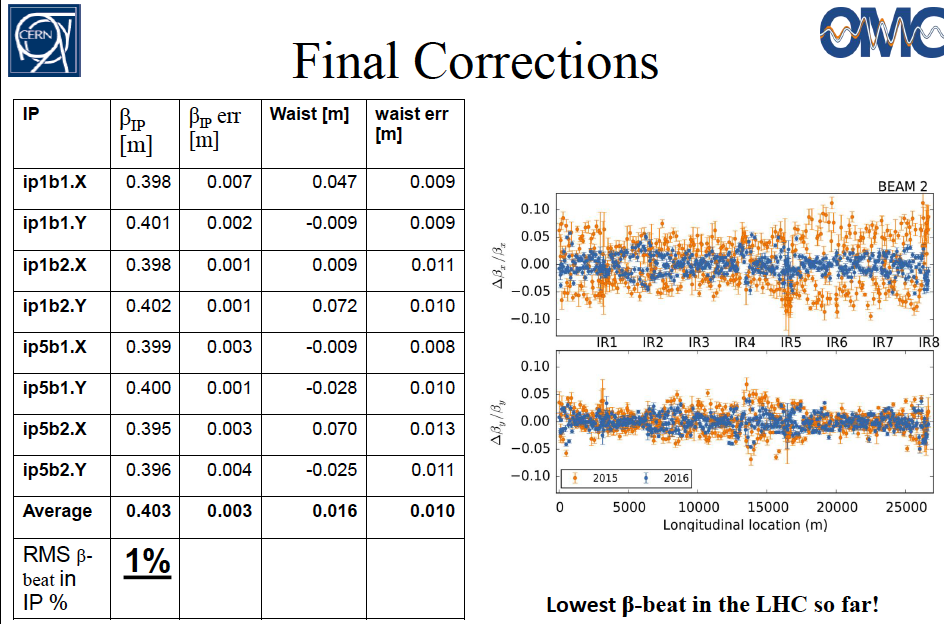 CERN
OMC
Final Corrections
IP β_IP [m] β_IP err [m] Waist [m] waist err [m]
ip1b1.X 0.398 0.007 0.047 0.009
ip1b1.Y 0.401 0.002 -0.009 0.009
ip1b2.X 0.398 0.001 0.009 0.011
ip1b2.Y 0.402 0.001 0.072 0.010
ip5b1.X 0.399 0.003 -0.009 0.008
ip5b1.Y 0.400 0.001 -0.028 0.010
ip5b2.X 0.395 0.003 0.070 0.013
ip5b2.Y 0.396 0.004 -0.025 0.011
Average 0.403 0.003 0.016 0.010
RMS β-
beat in
IP %
1%
BEAM 2
0.10
0.05
0.00
−0.05
−0.10
Δβ_x/β_x
IR1 IR2 IR3 IR4 IR5 IR6 IR7 IR8
0.10
0.05
0.00
−0.05
−0.10
Δβ_y/β_y
2015 2016
0 5000 10000 15000 20000 25000
Longitudinal location (m)
Lowest β-beat in the LHC so far!